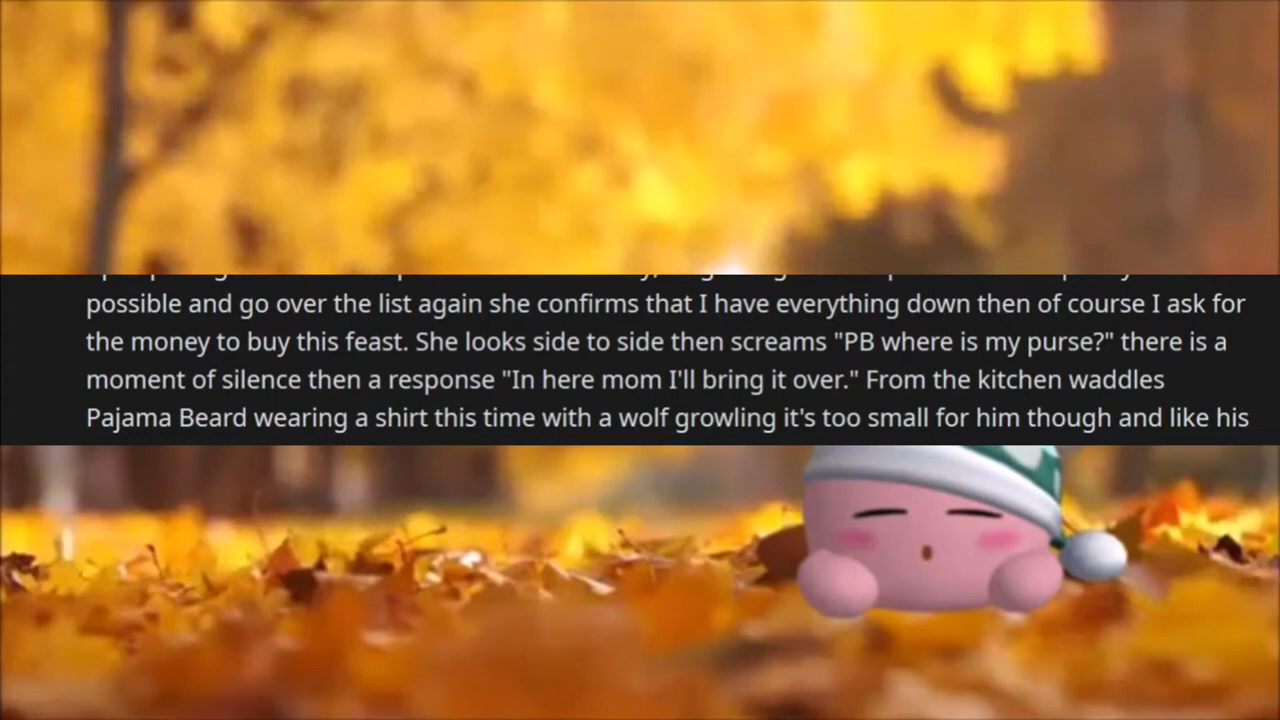 possible and go over the list again she confirms that I have everything down then of course I ask for
the money to buy this feast. She looks side to side then screams "PB where is my purse?" there is a
moment of silence then a response "In here mom I'll bring it over." From the kitchen waddles
Pajama Beard wearing a shirt this time with a wolf growling it's too small for him though and like his